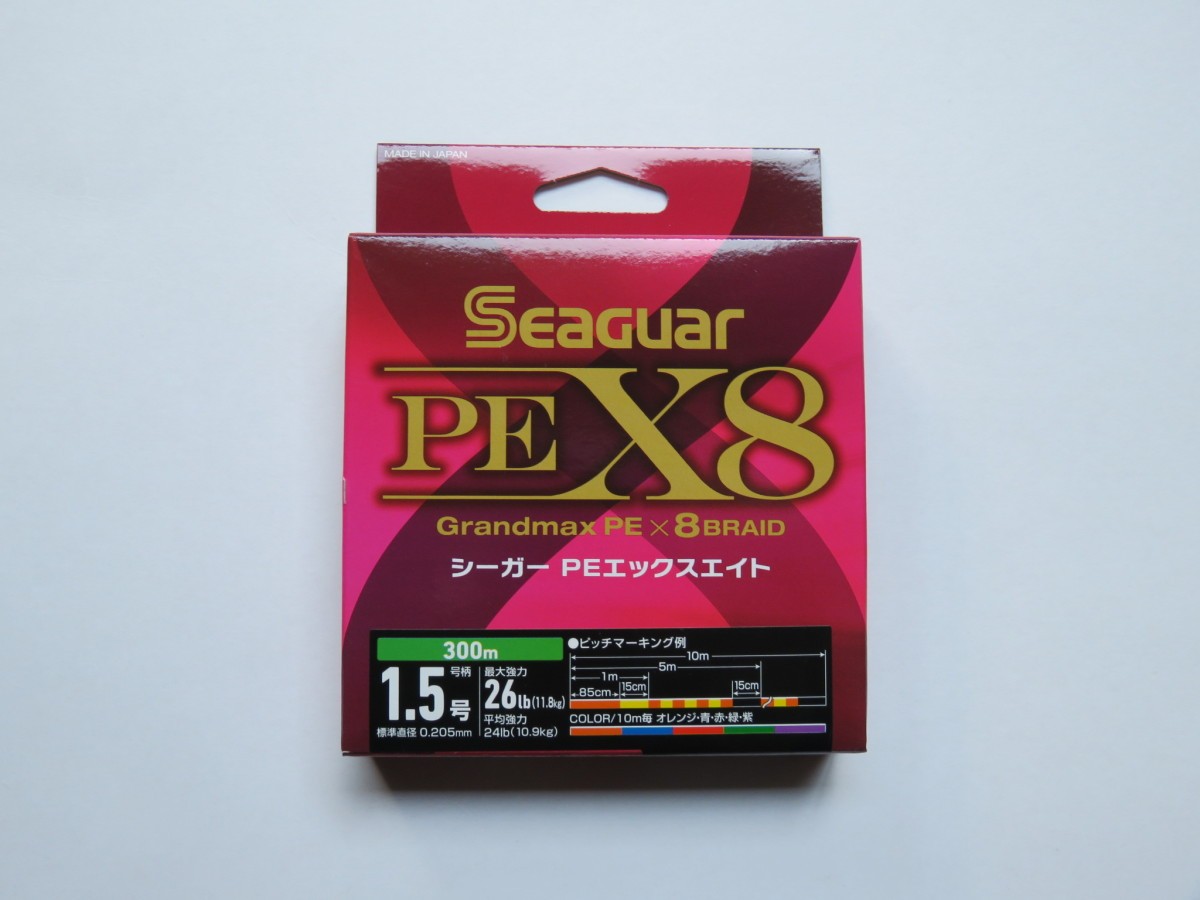 MADE IN JAPAN
Seaguar
PE X8
Grandmax PE×8BRAID
シーガー PEエックスエイト
300m
1.5号
号柄
標準直径 0.205mm
最大強力
26lb(11.8kg)
平均強力
24lb(10.9kg)
●ピッチマーキング例
10m
5m
1m
85cm 15cm 15cm
COLOR/10m毎 オレンジ・青・赤・緑・紫